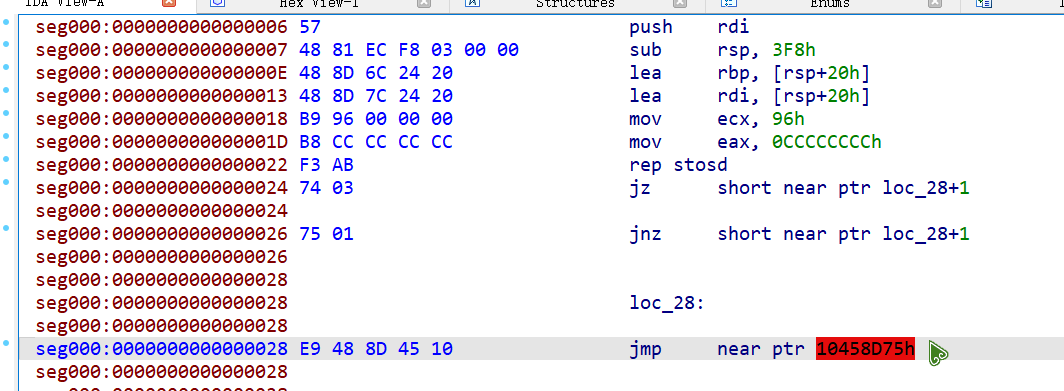 IDA View-A Hex View-1 Structures Enums
seg000:0000000000000006 57 push rdi
seg000:0000000000000007 48 81 EC F8 03 00 00 sub rsp, 3F8h
seg000:000000000000000E 48 8D 6C 24 20 lea rbp, [rsp+20h]
seg000:0000000000000013 48 8D 7C 24 20 lea rdi, [rsp+20h]
seg000:0000000000000018 B9 96 00 00 00 mov ecx, 96h
seg000:000000000000001D B8 CC CC CC CC mov eax, 0CCCCCCCCh
seg000:0000000000000022 F3 AB rep stosd
seg000:0000000000000024 74 03 jz short near ptr loc_28+1
seg000:0000000000000024
seg000:0000000000000026 75 01 jnz short near ptr loc_28+1
seg000:0000000000000026
seg000:0000000000000028
seg000:0000000000000028 loc_28:
seg000:0000000000000028
seg000:0000000000000028 E9 48 8D 45 10 jmp near ptr 10458D75h
seg000:0000000000000028